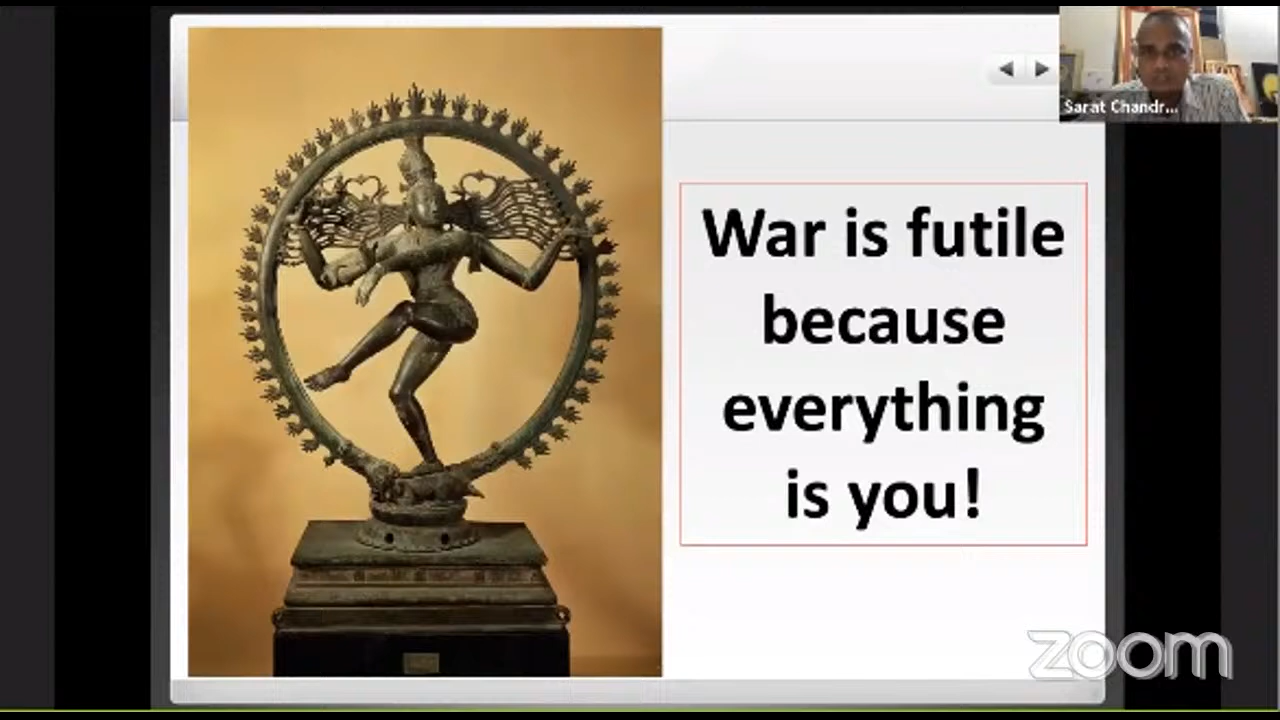 Sarat Chandr...
War is futile
because
everything
is you!
zoom